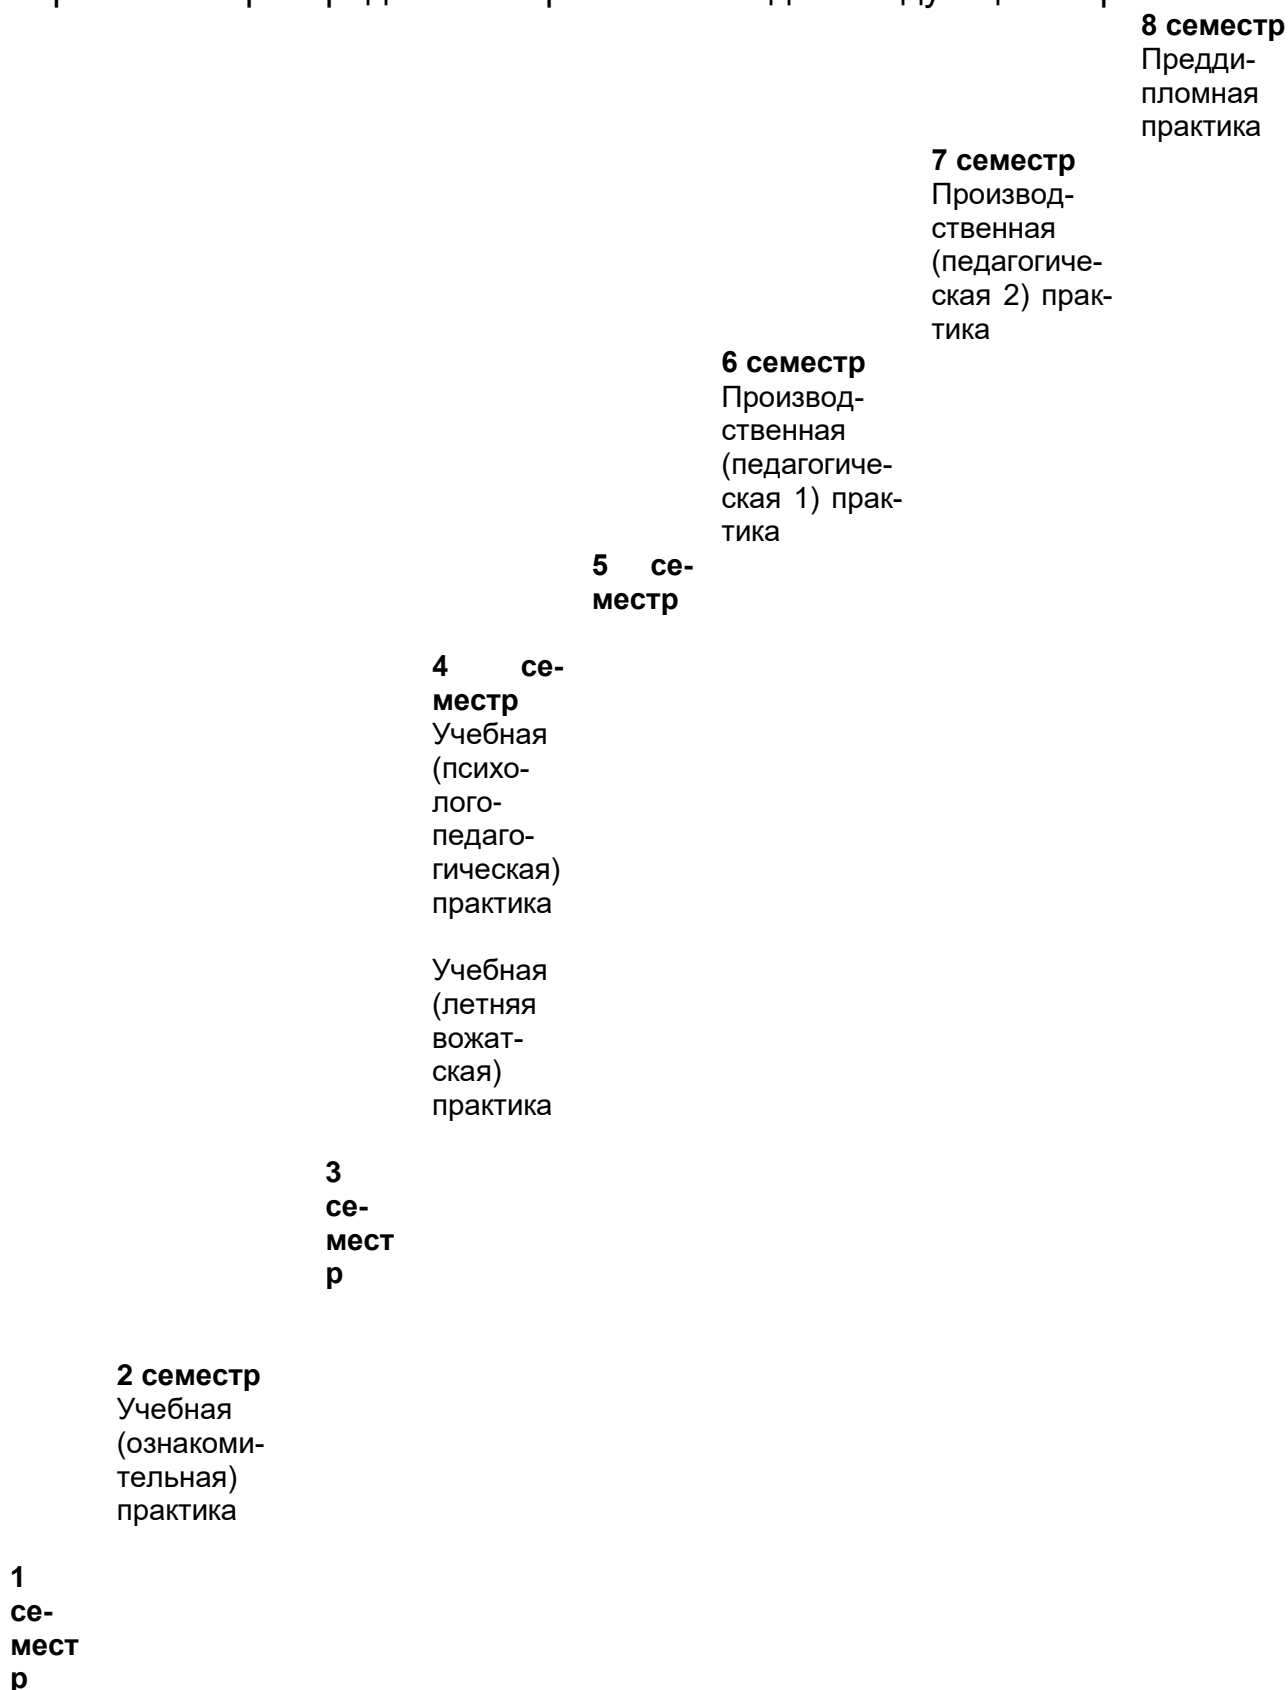 8 семестр
Предди-
пломная
практика
7 семестр
Производ-
ственная
(педагогиче-
ская 2) прак-
тика
6 семестр
Производ-
ственная
(педагогиче-
ская 1) прак-
тика
5 се-
местр
4 се-
местр
Учебная
(психо-
лого-
педаго-
гическая)
практика
Учебная
(летняя
вожат-
ская)
практика
3
се-
мест
р
2 семестр
Учебная
(ознакоми-
тельная)
практика
1
се-
мест
р